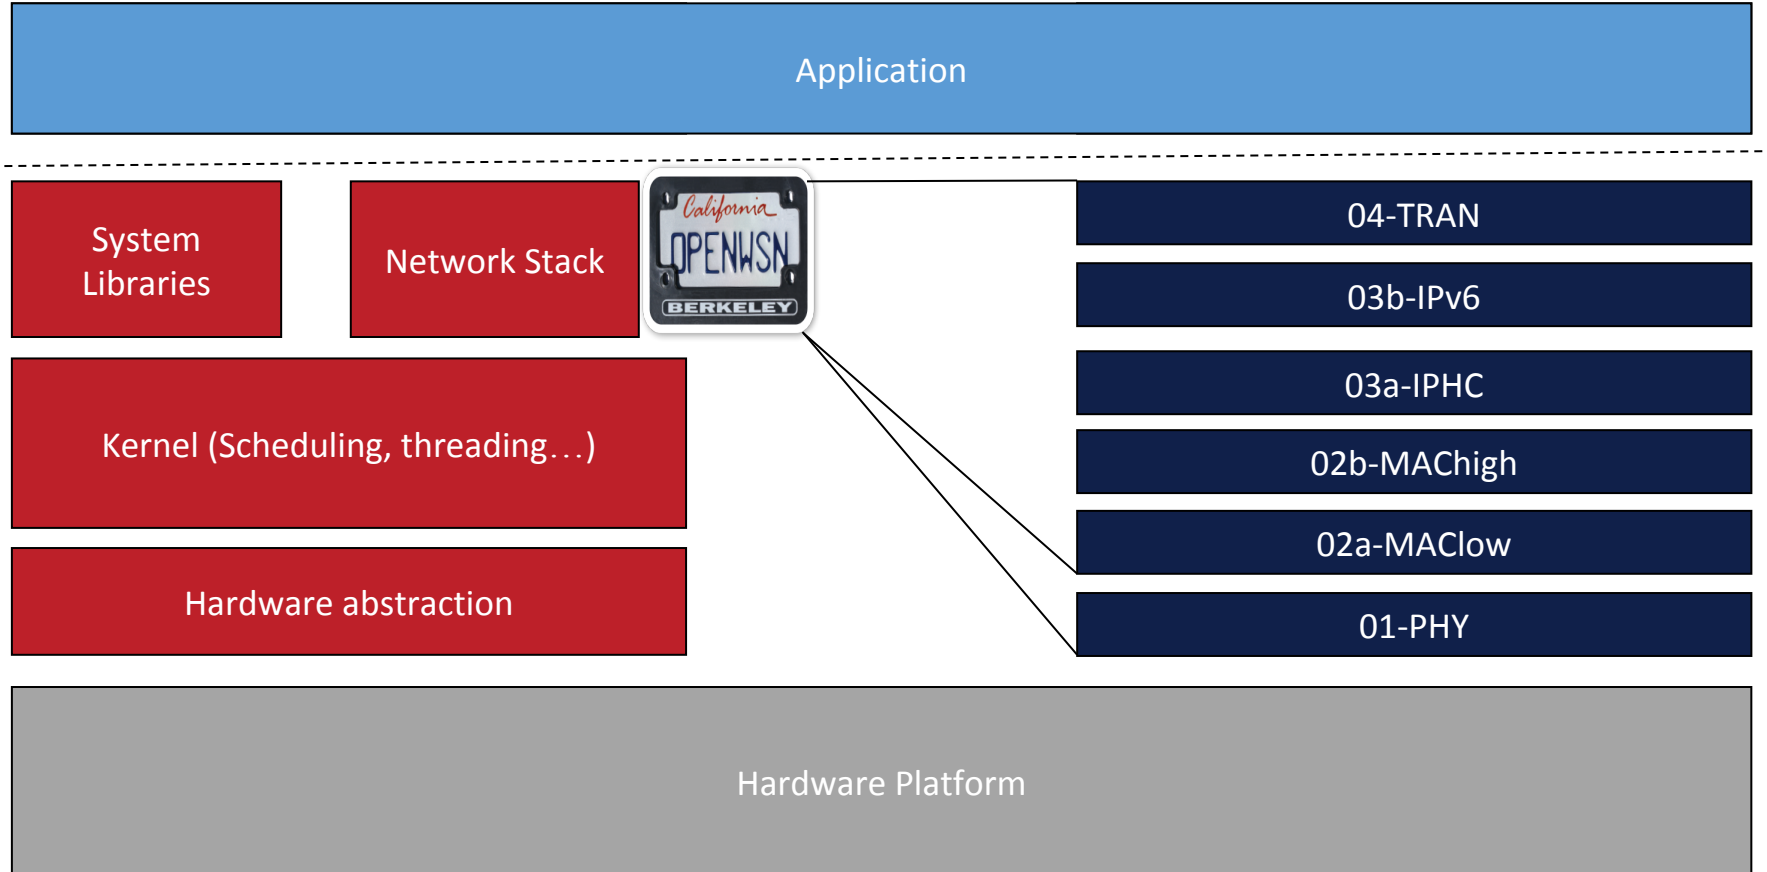 Application
System
Libraries
Network Stack
California
OPENWSN
BERKELEY
04-TRAN
03b-IPv6
03a-IPHC
02b-MAChigh
02a-MAClow
01-PHY
Kernel (Scheduling, threading…)
Hardware abstraction
Hardware Platform